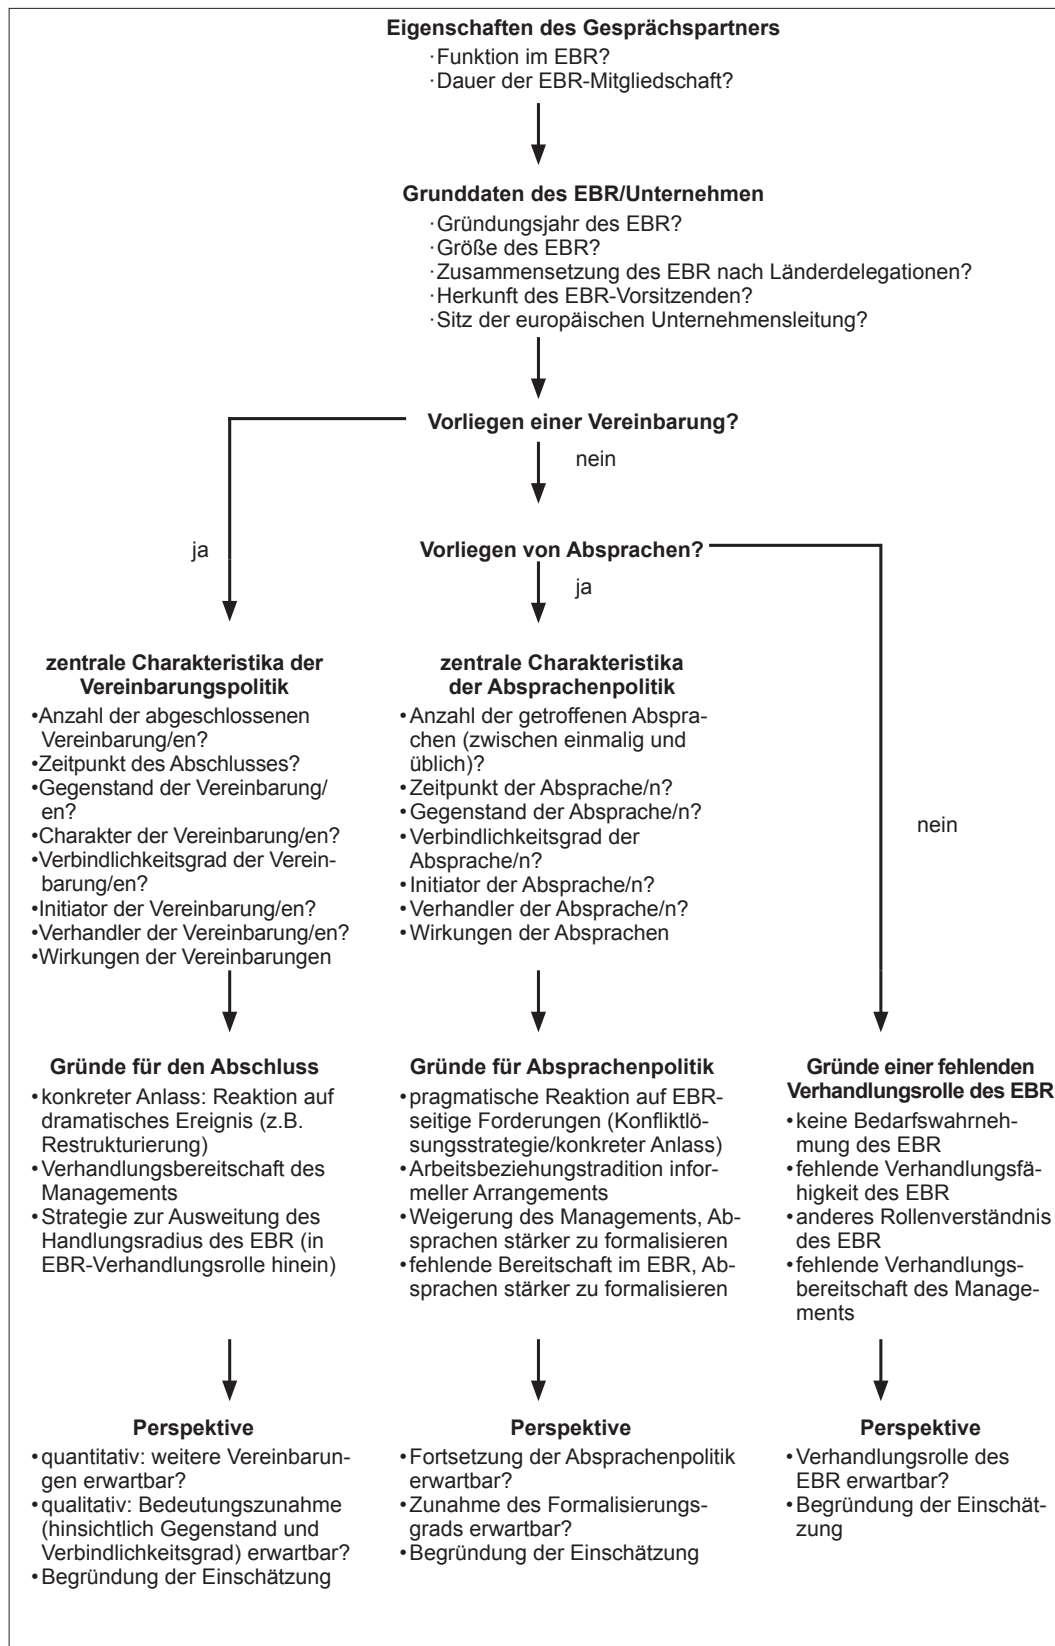 Eigenschaften des Gesprächspartners
·Funktion im EBR?
·Dauer der EBR-Mitgliedschaft?
Grunddaten des EBR/Unternehmen
·Gründungsjahr des EBR?
·Größe des EBR?
·Zusammensetzung des EBR nach Länderdelegationen?
·Herkunft des EBR-Vorsitzenden?
·Sitz der europäischen Unternehmensleitung?
Vorliegen einer Vereinbarung?
nein
ja
Vorliegen von Absprachen?
ja
zentrale Charakteristika der
Vereinbarungspolitik
•Anzahl der abgeschlossenen
Vereinbarung/en?
•Zeitpunkt des Abschlusses?
•Gegenstand der Vereinbarung/
en?
•Charakter der Vereinbarung/en?
•Verbindlichkeitsgrad der Verein-
barung/en?
•Initiator der Vereinbarung/en?
•Verhandler der Vereinbarung/en?
•Wirkungen der Vereinbarungen
zentrale Charakteristika
der Absprachenpolitik
•Anzahl der getroffenen Abspra-
chen (zwischen einmalig und
üblich)?
•Zeitpunkt der Absprache/n?
•Gegenstand der Absprache/n?
•Verbindlichkeitsgrad der
Absprache/n?
•Initiator der Absprache/n?
•Verhandler der Absprache/n?
•Wirkungen der Absprachen
nein
Gründe für den Abschluss
•konkreter Anlass: Reaktion auf
dramatisches Ereignis (z.B.
Restrukturierung)
•Verhandlungsbereitschaft des
Managements
•Strategie zur Ausweitung des
Handlungsradius des EBR (in
EBR-Verhandlungsrolle hinein)
Gründe für Absprachenpolitik
•pragmatische Reaktion auf EBR-
seitige Forderungen (Konfliktlö-
sungsstrategie/konkreter Anlass)
•Arbeitsbeziehungstradition infor-
meller Arrangements
•Weigerung des Managements, Ab-
sprachen stärker zu formalisieren
•fehlende Bereitschaft im EBR, Ab-
sprachen stärker zu formalisieren
Gründe einer fehlenden
Verhandlungsrolle des EBR
•keine Bedarfswahrneh-
mung des EBR
•fehlende Verhandlungsfä-
higkeit des EBR
•anderes Rollenverständnis
des EBR
•fehlende Verhandlungs-
bereitschaft des Manage-
ments
Perspektive
•quantitativ: weitere Vereinbarun-
gen erwartbar?
•qualitativ: Bedeutungszunahme
(hinsichtlich Gegenstand und
Verbindlichkeitsgrad) erwartbar?
•Begründung der Einschätzung
Perspektive
•Fortsetzung der Absprachenpolitik
erwartbar?
•Zunahme des Formalisierungs-
grads erwartbar?
•Begründung der Einschätzung
Perspektive
•Verhandlungsrolle des
EBR erwartbar?
•Begründung der Einschät-
zung